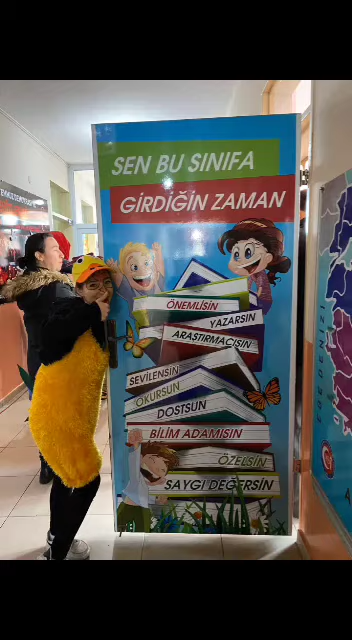 SEN BU SINIFA
GİRDİĞİN ZAMAN
ÖNEMLİSİN
YAZARSIN
ARAŞTIRMACISIN
SEVİLENSİN
OKURSUN
DOSTSUN
BİLİM ADAMISIN
ÖZELSİN
SAYGI DEĞERSİN